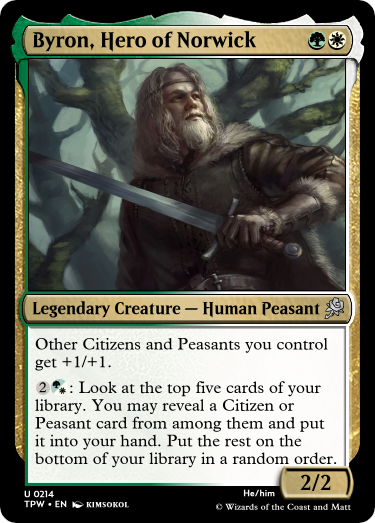 Byron, Hero of Norwick
Legendary Creature — Human Peasant
Other Citizens and Peasants you control
get +1/+1.
2 : Look at the top five cards of your
library. You may reveal a Citizen or
Peasant card from among them and put
it into your hand. Put the rest on the
bottom of your library in a random order.
2/2
U 0214
He/him
TPW • EN KIMSOKOL
© Wizards of the Coast and Matt